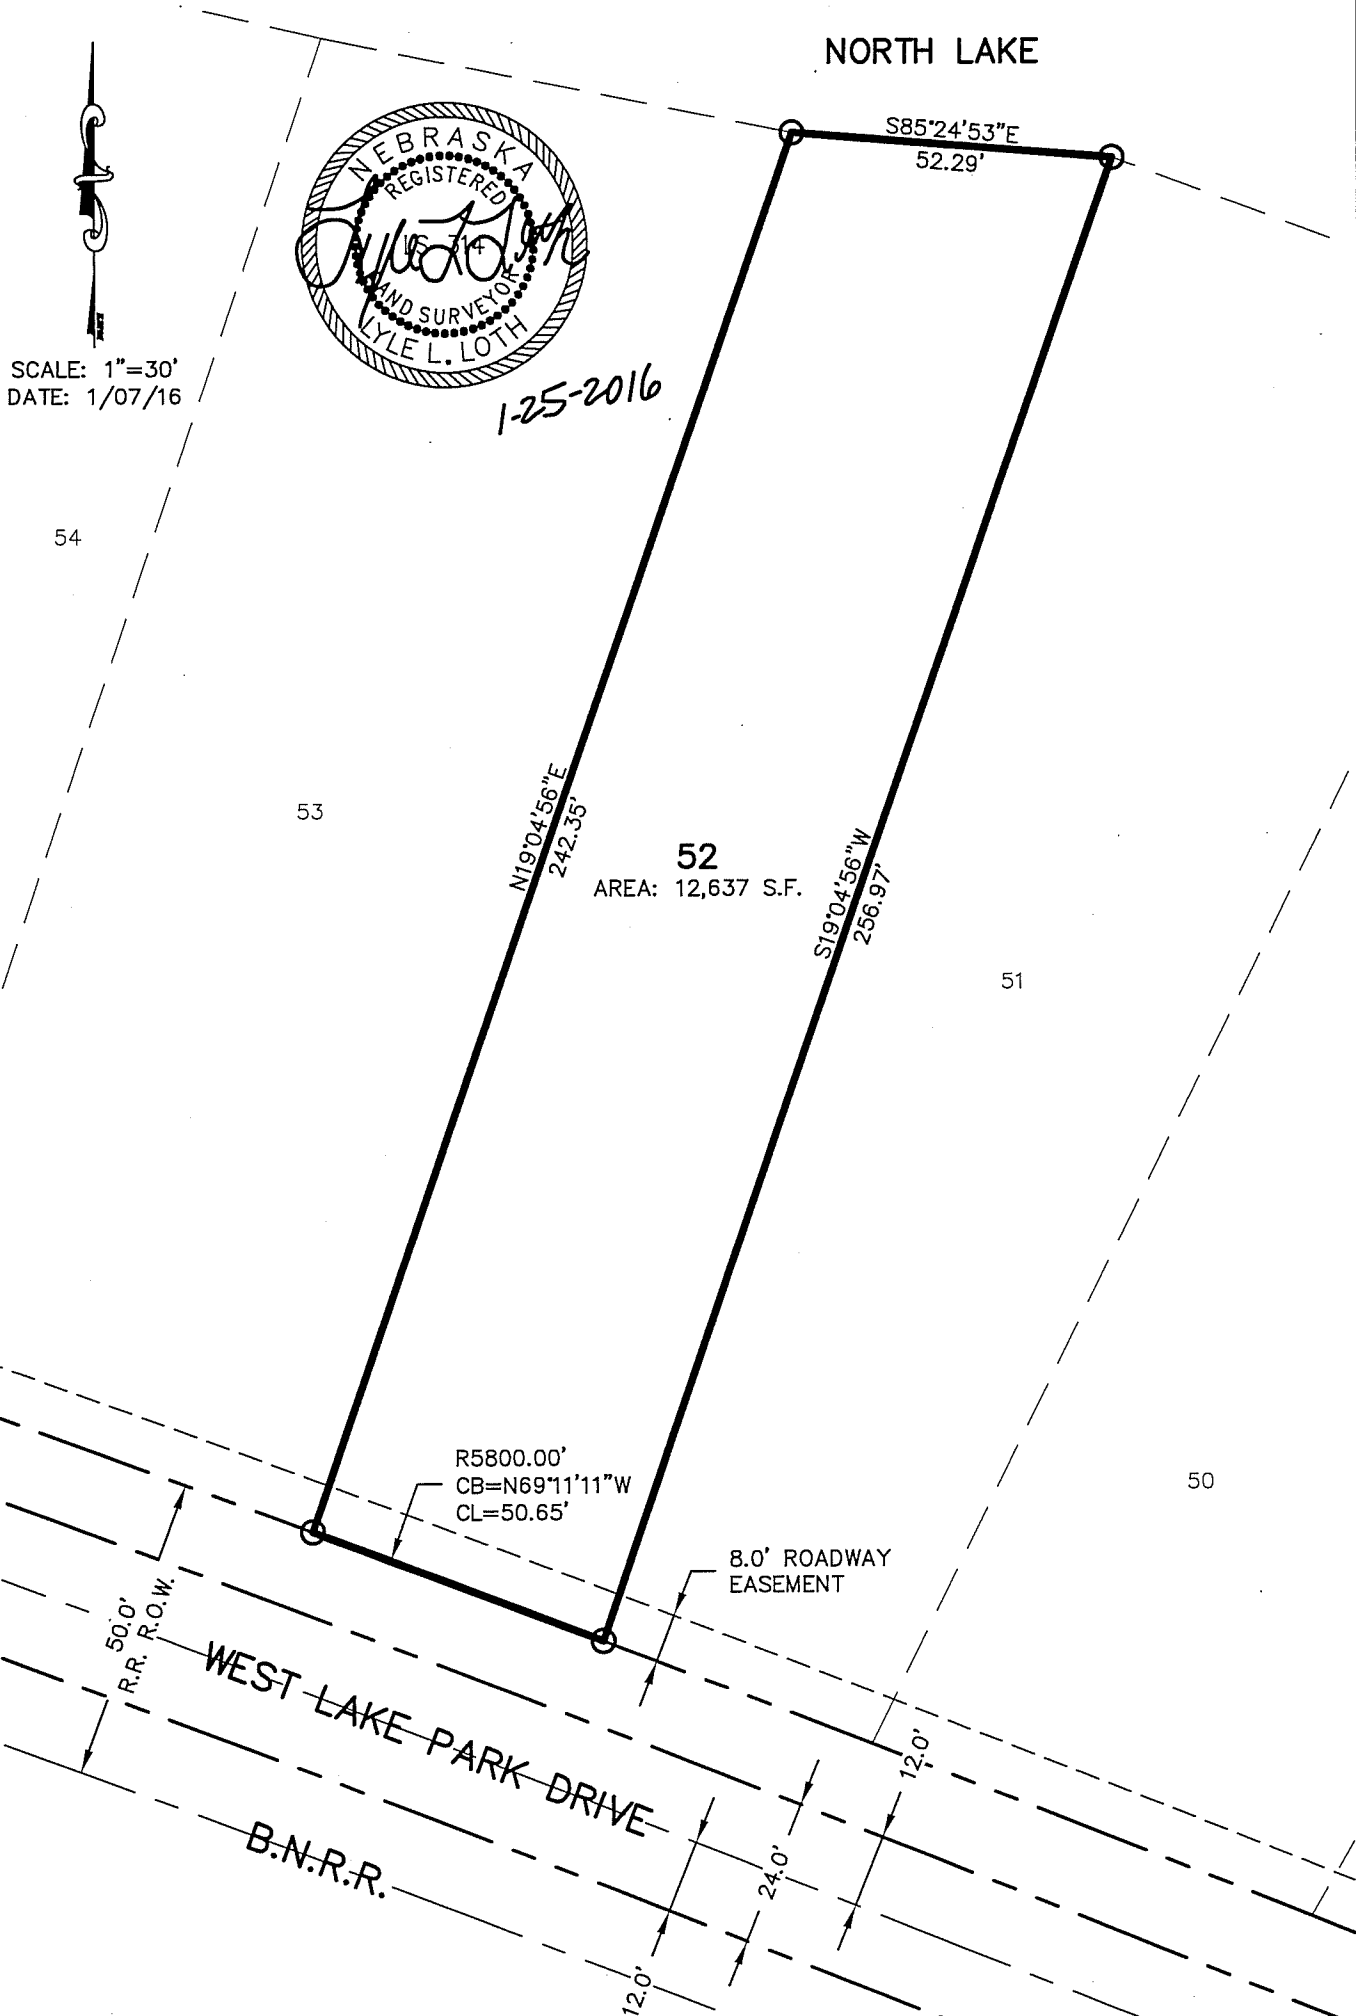 NORTH LAKE
S85°24'53"E
52.29'
NEBRASKA
REGISTERED
LS 314
LAND SURVEYOR
LYLE L. LOTH
1-25-2016
SCALE: 1"=30'
DATE: 1/07/16
54
53
N19°04'56"E
242.35'
52
AREA: 12,637 S.F.
S19°04'56"W
256.97'
51
50
R5800.00'
CB=N69°11'11"W
CL=50.65'
8.0' ROADWAY
EASEMENT
50.0'
R.R. R.O.W.
WEST LAKE PARK DRIVE
B.N.R.R.
12.0'
24.0'
12.0'